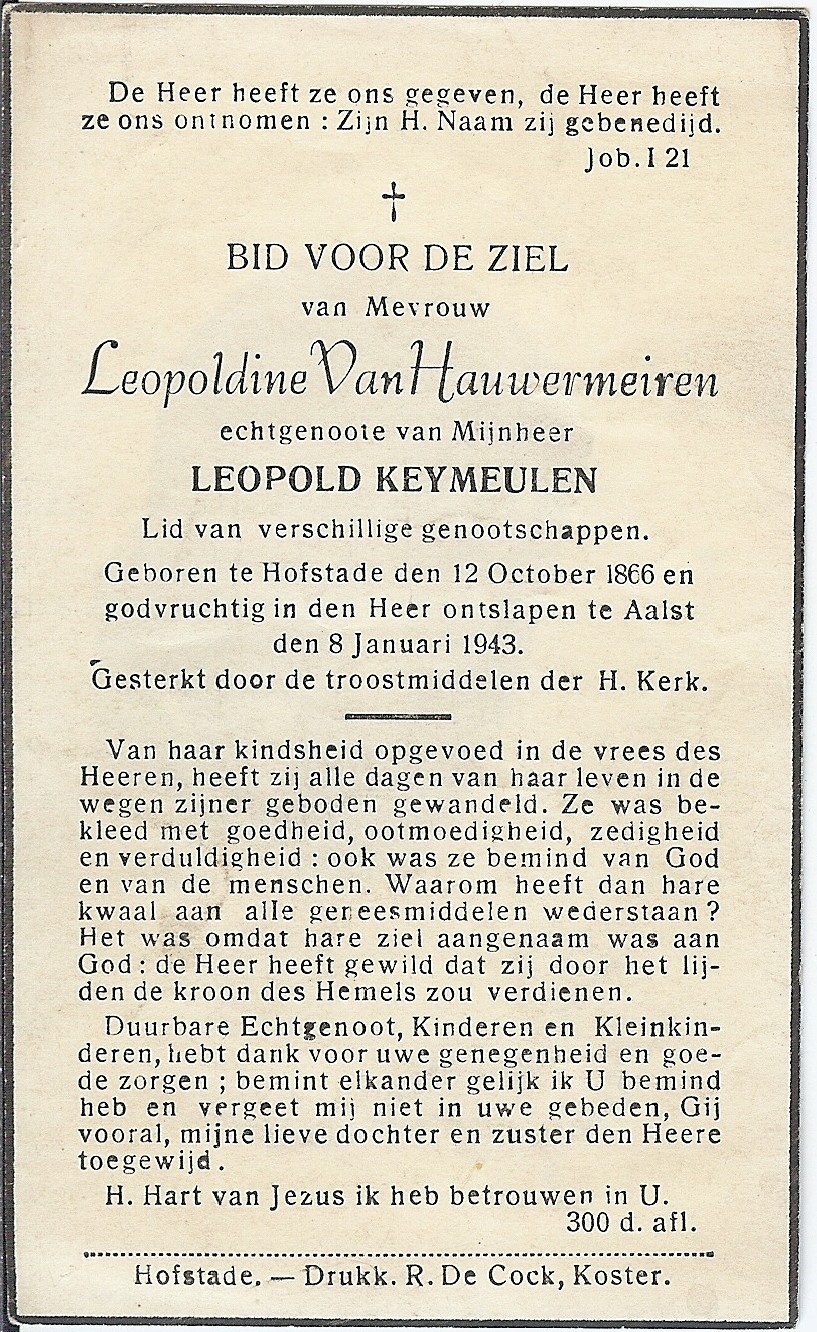 De Heer heeft ze ons gegeven, de Heer heeft
ze ons ontnomen : Zijn H. Naam zij gebenedijd.
Job. I 21
BID VOOR DE ZIEL
van Mevrouw
Leopoldine Van Hauwermeiren
echtgenoote van Mijnheer
LEOPOLD KEYMEULEN
Lid van verschillige genootschappen.
Geboren te Hofstade den 12 October 1866 en
godvruchtig in den Heer ontslapen te Aalst
den 8 Januari 1943.
Gesterkt door de troostmiddelen der H. Kerk.
Van haar kindsheid opgevoed in de vrees des
Heeren, heeft zij alle dagen van haar leven in de
wegen zijner geboden gewandeld. Ze was be-
kleed met goedheid, ootmoedigheid, zedigheid
en verduldigheid : ook was ze bemind van God
en van de menschen. Waarom heeft dan hare
kwaal aan alle geneesmiddelen wederstaan ?
Het was omdat hare ziel aangenaam was aan
God : de Heer heeft gewild dat zij door het lij-
den de kroon des Hemels zou verdienen.
Duurbare Echtgenoot, Kinderen en Kleinkin-
deren, hebt dank voor uwe genegenheid en goe-
de zorgen ; bemint elkander gelijk ik U bemind
heb en vergeet mij niet in uwe gebeden, Gij
vooral, mijne lieve dochter en zuster den Heere
toegewijd.
H. Hart van Jezus ik heb betrouwen in U.
300 d. afl.
Hofstade. — Drukk. R. De Cock, Koster.